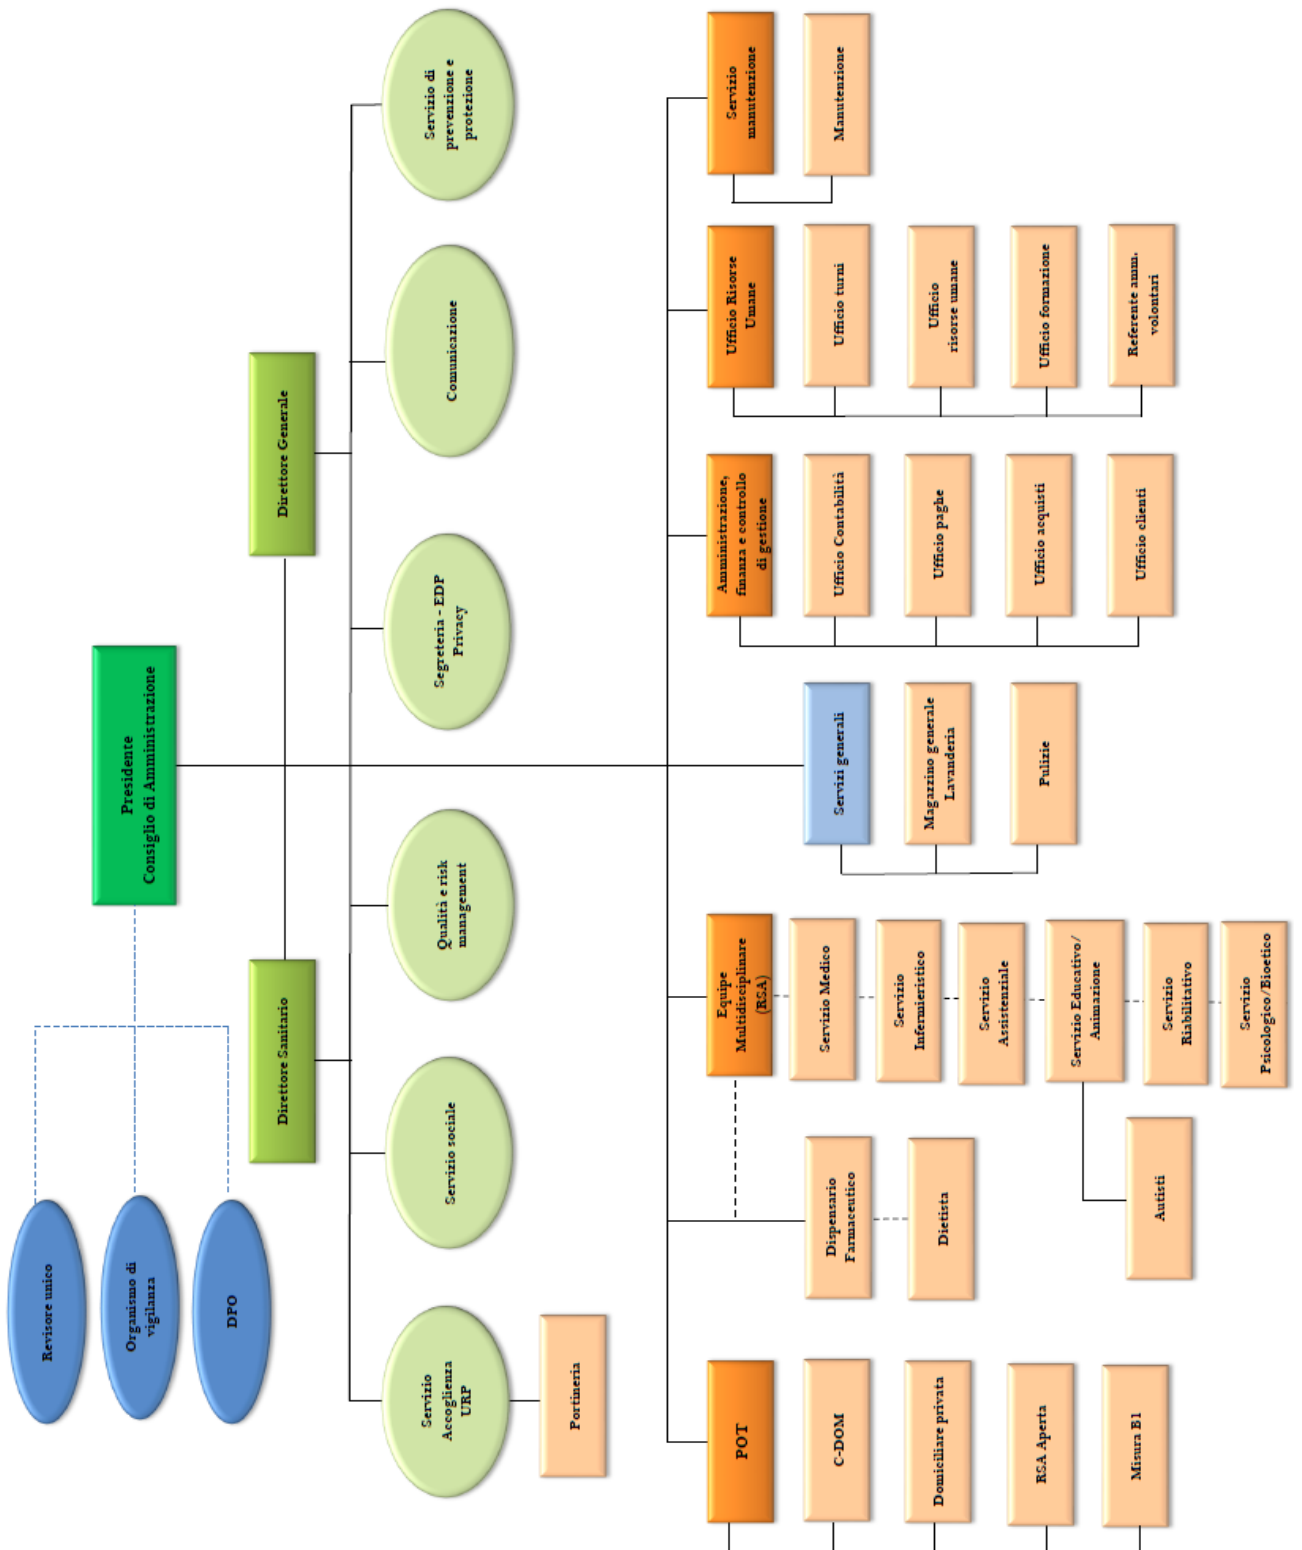 Presidente
Consiglio di Amministrazione
Revisore unico
Organismo di
vigilanza
DPO
Direttore Sanitario
Direttore Generale
Servizio
Accoglienza
URP
Servizio sociale
Qualità e risk
management
Segreteria - EDP
Privacy
Comunicazione
Servizio di
prevenzione e
protezione
Portineria
POT
C-DOM
Domiciliare privata
RSA Aperta
Misura B1
Dispensario
Farmaceutico
Dietista
Equipe
Multidisciplinare
(RSA)
Servizio Medico
Servizio
Infermieristico
Servizio
Assistenziale
Servizio Educativo/
Animazione
Servizio
Riabilitativo
Servizio
Psicologico/Bioetico
Autisti
Servizi generali
Magazzino generale
Lavanderia
Pulizie
Amministrazione,
finanza e controllo
di gestione
Ufficio Contabilità
Ufficio paghe
Ufficio acquisti
Ufficio clienti
Ufficio Risorse
Umane
Ufficio turni
Ufficio
risorse umane
Ufficio formazione
Referente amm.
volontari
Servizio
manutenzione
Manutenzione